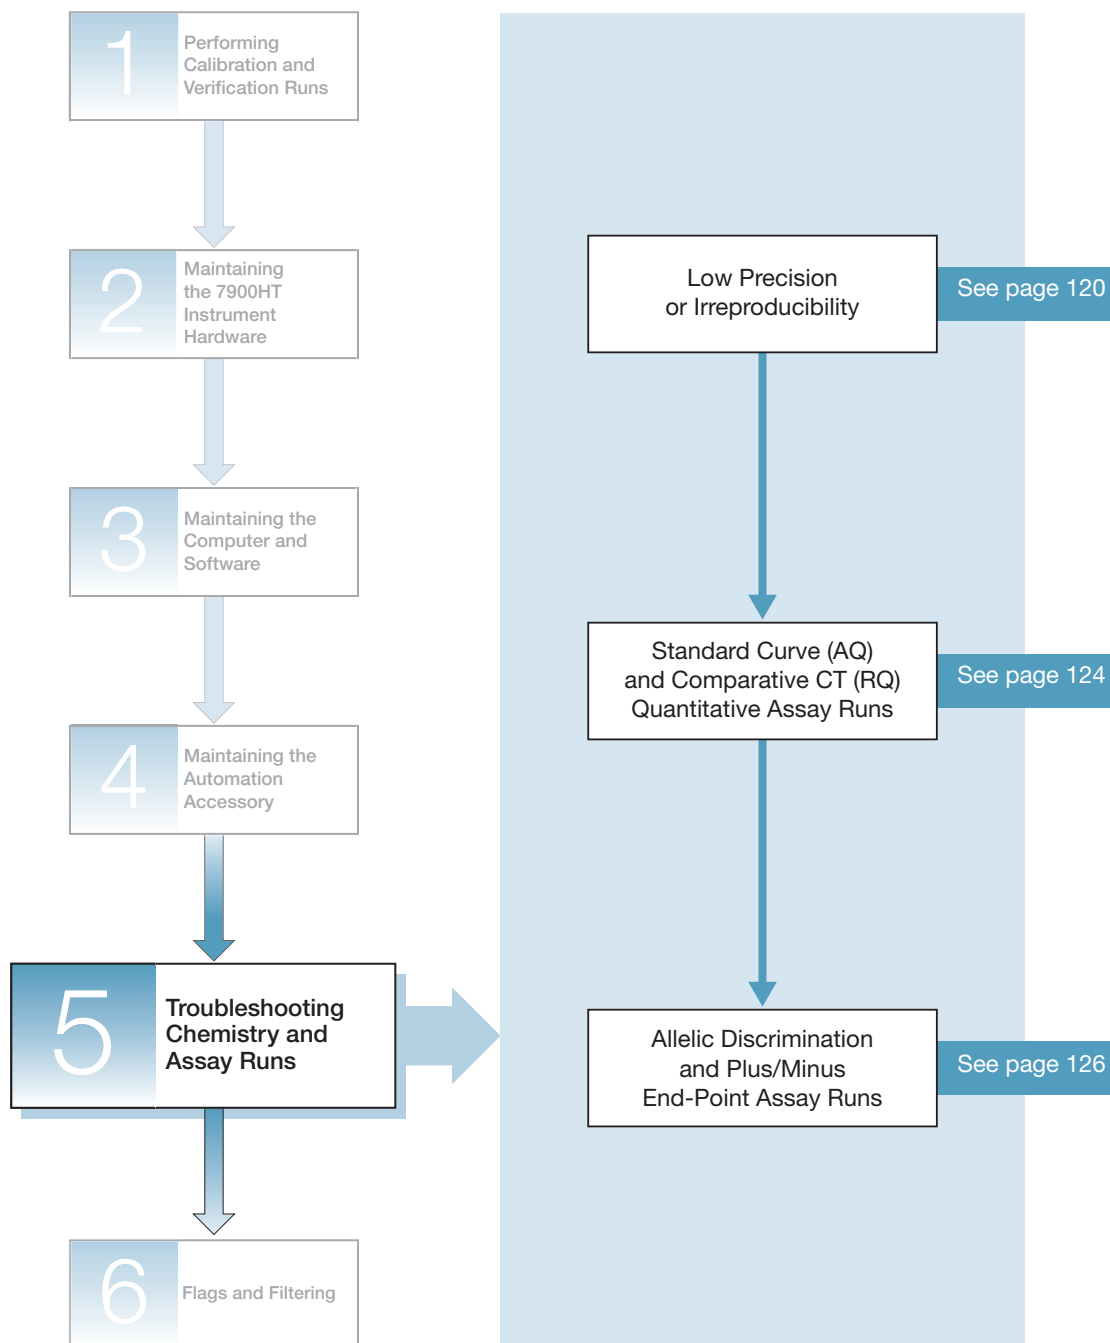 1
Performing
Calibration and
Verification Runs
2
Maintaining
the 7900HT
Instrument
Hardware
3
Maintaining the
Computer and
Software
4
Maintaining the
Automation
Accessory
5
Troubleshooting
Chemistry and
Assay Runs
6
Flags and Filtering
Low Precision
or Irreproducibility
See page 120
Standard Curve (AQ)
and Comparative CT (RQ)
Quantitative Assay Runs
See page 124
Allelic Discrimination
and Plus/Minus
End-Point Assay Runs
See page 126